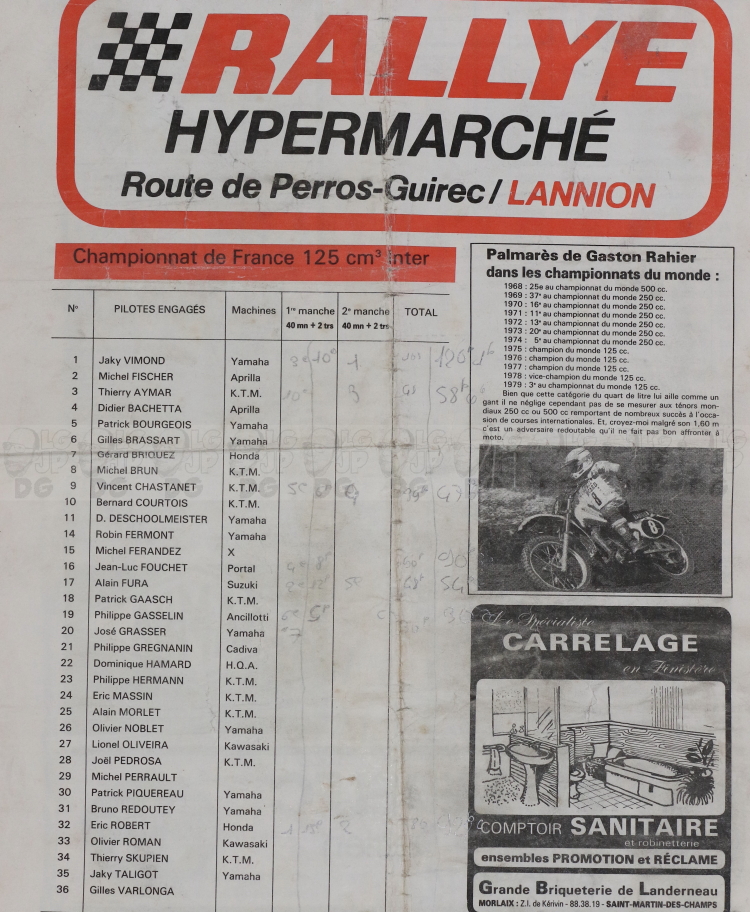 RALLYE
HYPERMARCHÉ
Route de Perros-Guirec / LANNION
Championnat de France 125 cm³ Inter
N° PILOTES ENGAGÉS Machines 1re manche 2e manche TOTAL
40 mn + 2 trs 40 mn + 2 trs
1 Jaky VIMOND Yamaha
2 Michel FISCHER Aprilla
3 Thierry AYMAR K.T.M.
4 Didier BACHETTA Aprilla
5 Patrick BOURGEOIS Yamaha
6 Gilles BRASSART Yamaha
7 Gérard BRIQUEZ Honda
8 Michel BRUN K.T.M.
9 Vincent CHASTANET K.T.M.
10 Bernard COURTOIS K.T.M.
11 D. DESCHOOLMEISTER Yamaha
14 Robin FERMONT Yamaha
15 Michel FERANDEZ X
16 Jean-Luc FOUCHET Portal
17 Alain FURA Suzuki
18 Patrick GAASCH K.T.M.
19 Philippe GASSELIN Ancillotti
20 José GRASSER Yamaha
21 Philippe GREGNANIN Cadiva
22 Dominique HAMARD H.Q.A.
23 Philippe HERMANN K.T.M.
24 Eric MASSIN K.T.M.
25 Alain MORLET K.T.M.
26 Olivier NOBLET Yamaha
27 Lionel OLIVEIRA Kawasaki
28 Joël PEDROSA K.T.M.
29 Michel PERRAULT
30 Patrick PIQUEREAU Yamaha
31 Bruno REDOUTEY Yamaha
32 Eric ROBERT Honda
33 Olivier ROMAN Kawasaki
34 Thierry SKUPIEN K.T.M.
35 Jaky TALIGOT Yamaha
36 Gilles VARLONGA
Palmarès de Gaston Rahier
dans les championnats du monde :
1968 : 25e au championnat du monde 500 cc.
1969 : 37e au championnat du monde 250 cc.
1970 : 16e au championnat du monde 250 cc.
1971 : 11e au championnat du monde 250 cc.
1972 : 13e au championnat du monde 250 cc.
1973 : 20e au championnat du monde 250 cc.
1974 : 5e au championnat du monde 250 cc.
1975 : champion du monde 125 cc.
1976 : champion du monde 125 cc.
1977 : champion du monde 125 cc.
1978 : vice-champion du monde 125 cc.
1979 : 3e au championnat du monde 125 cc.
Bien que cette catégorie du quart de litre lui aille comme un
gant il ne néglige cependant pas de se mesurer aux ténors mon-
diaux 250 cc ou 500 cc remportant de nombreux succès à l'occa-
sion de courses internationales. Et, croyez-moi malgré son 1,60 m
c'est un adversaire redoutable qu'il ne fait pas bon affronter à
moto.
8
8
Le Spécialiste
CARRELAGE
en Finistère
COMPTOIR SANITAIRE
et robinetterie
ensembles PROMOTION et RÉCLAME
Grande Briqueterie de Landerneau
MORLAIX : Z.I. de Kérivin - 88.38.19 - SAINT-MARTIN-DES-CHAMPS